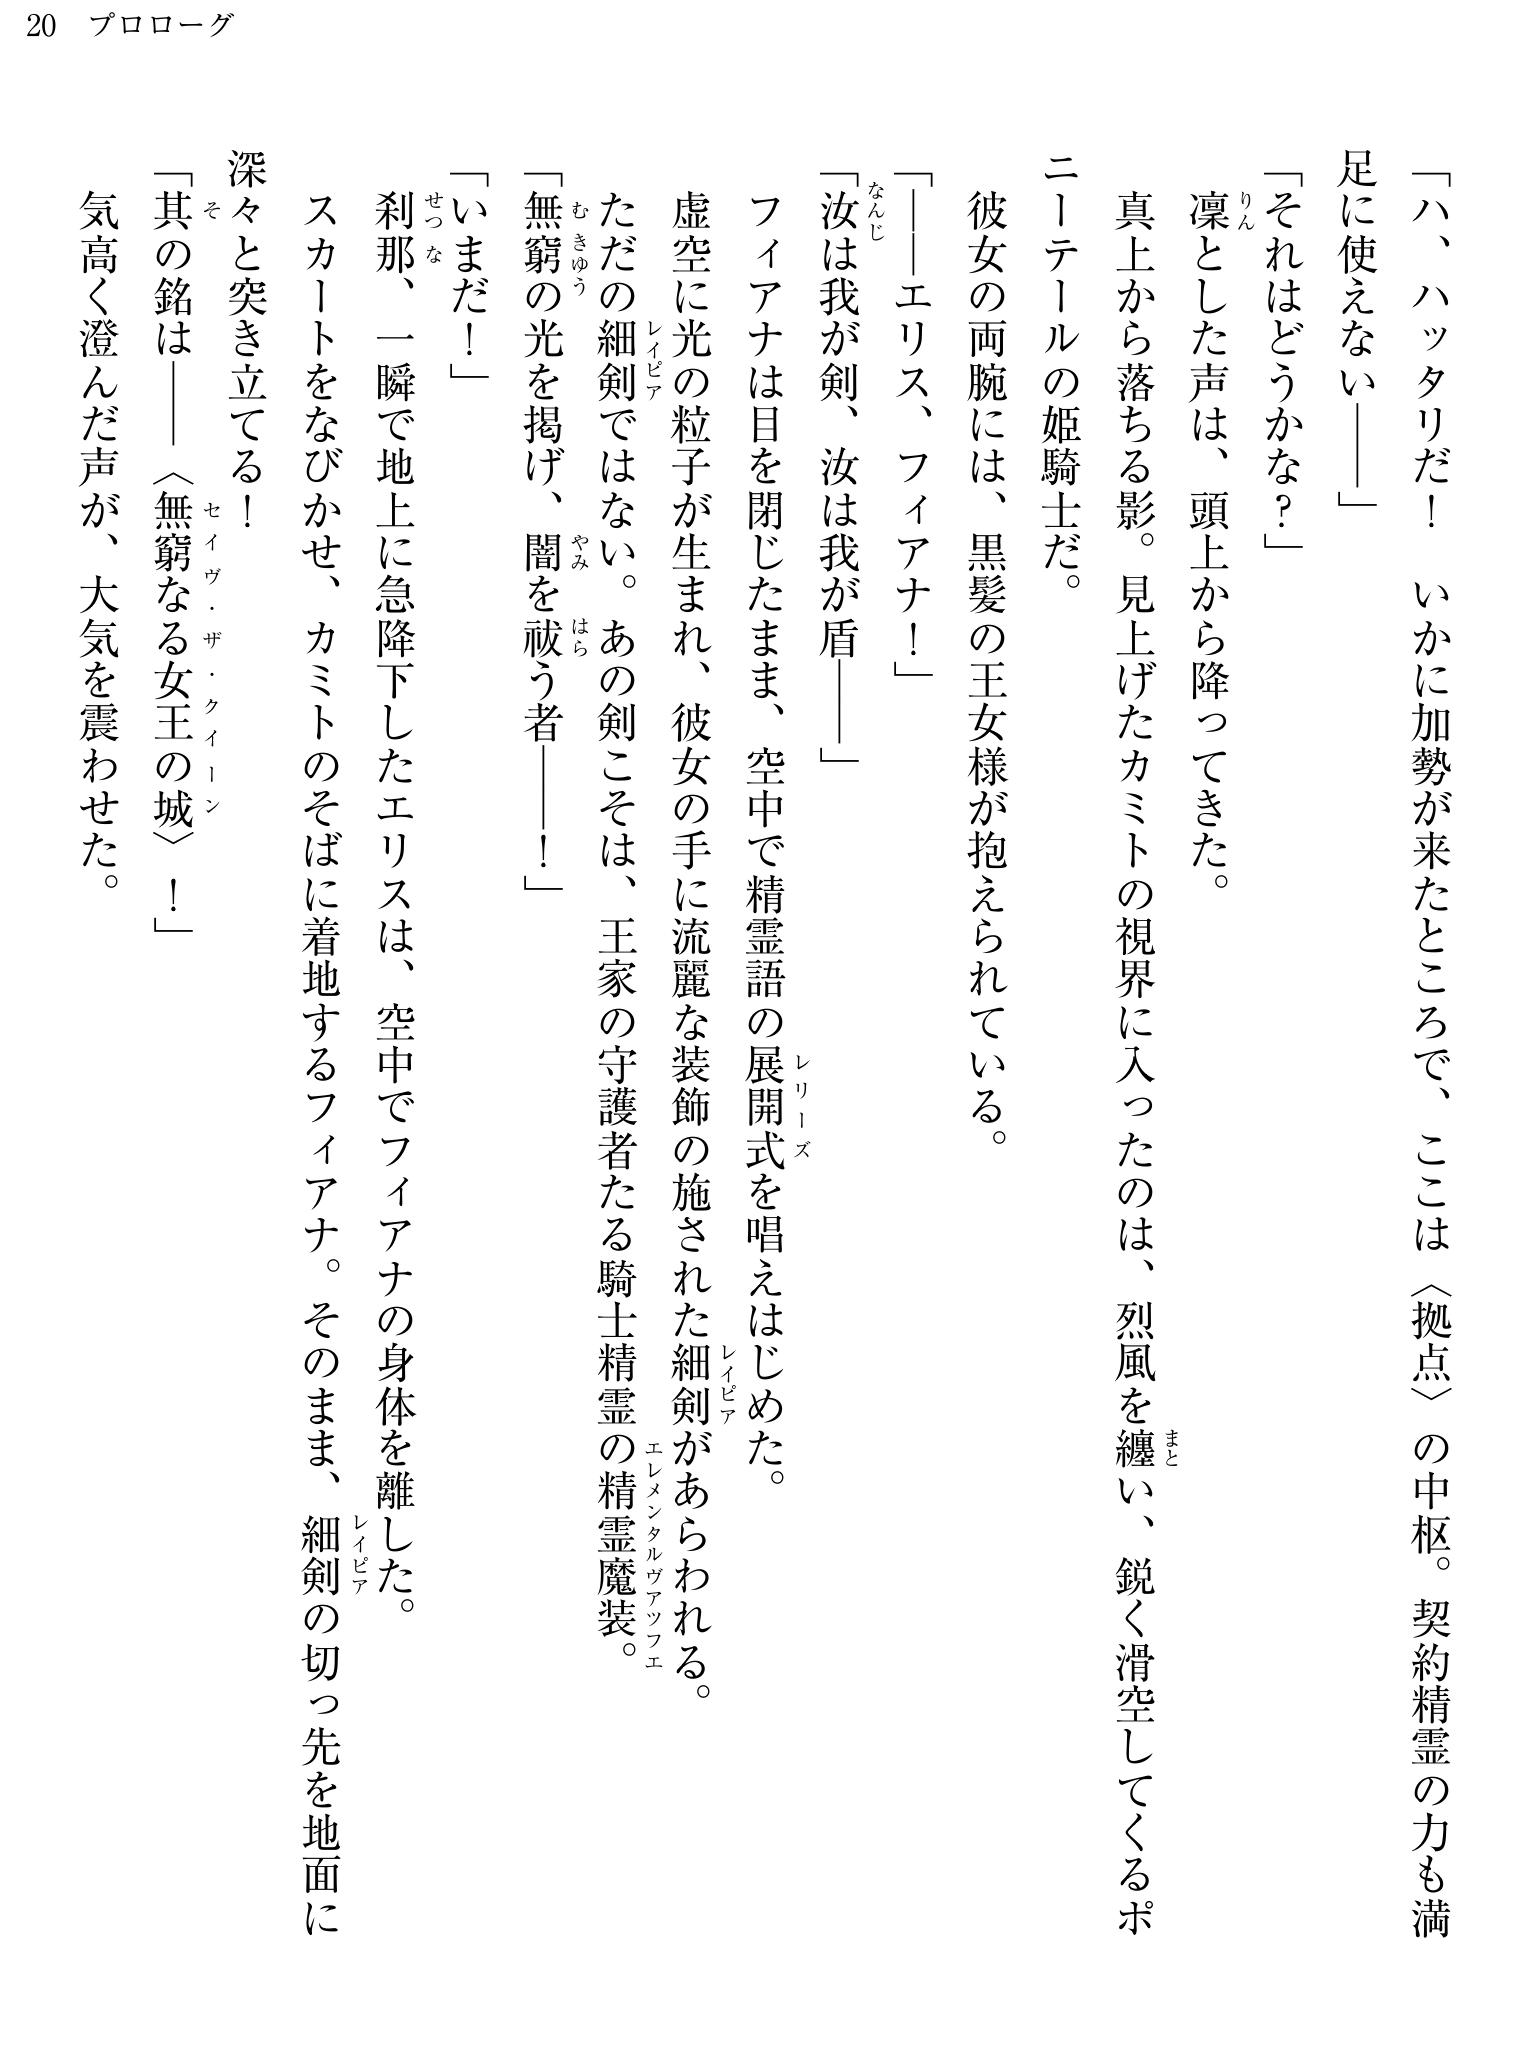 20 プロローグ
「ハ、ハッタリだ！　いかに加勢が来たところで、ここは〈拠点〉の中枢。契約精霊の力も満
足に使えない――」
「それはどうかな？」
　凜とした声は、頭上から降ってきた。
　真上から落ちる影。見上げたカミトの視界に入ったのは、烈風を纏い、鋭く滑空してくるポ
ニーテールの姫騎士だ。
　彼女の両腕には、黒髪の王女様が抱えられている。
「――エリス、フィアナ！」
「汝は我が剣、汝は我が盾――」
　フィアナは目を閉じたまま、空中で精霊語の展開式を唱えはじめた。
　虚空に光の粒子が生まれ、彼女の手に流麗な装飾の施された細剣があらわれる。
　ただの細剣ではない。あの剣こそは、王家の守護者たる騎士精霊の精霊魔装。
「無窮の光を掲げ、闇を祓う者――！」
「いまだ！」
　刹那、一瞬で地上に急降下したエリスは、空中でフィアナの身体を離した。
　スカートをなびかせ、カミトのそばに着地するフィアナ。そのまま、細剣の切っ先を地面に
深々と突き立てる！
「其の銘は――〈無窮なる女王の城〉！」
　気高く澄んだ声が、大気を震わせた。